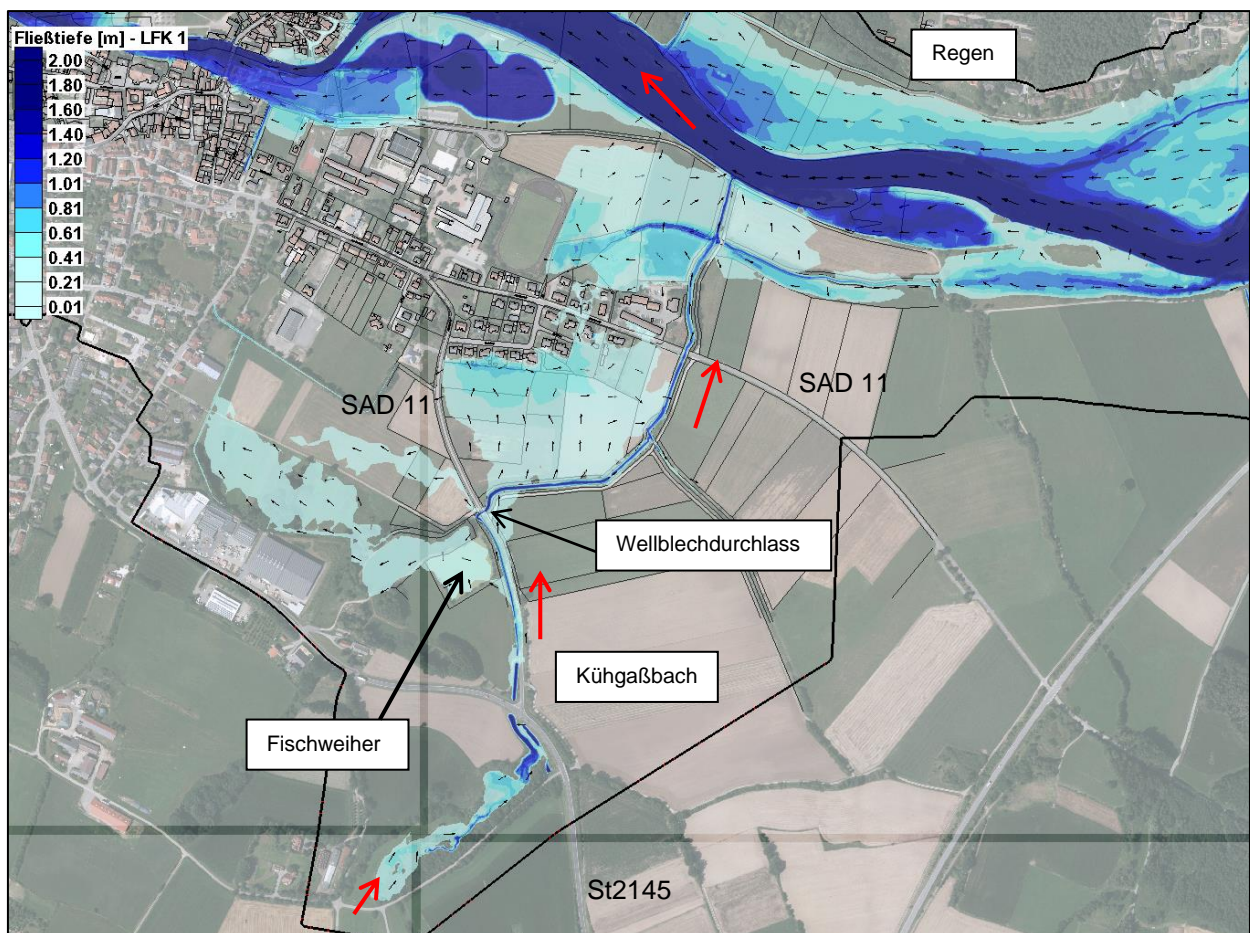 Fließtiefe [m] - LFK 1
2.00
1.80
1.60
1.40
1.20
1.01
0.81
0.61
0.41
0.21
0.01
Regen
SAD 11
SAD 11
Wellblechdurchlass
Kühgaßbach
Fischweiher
St2145